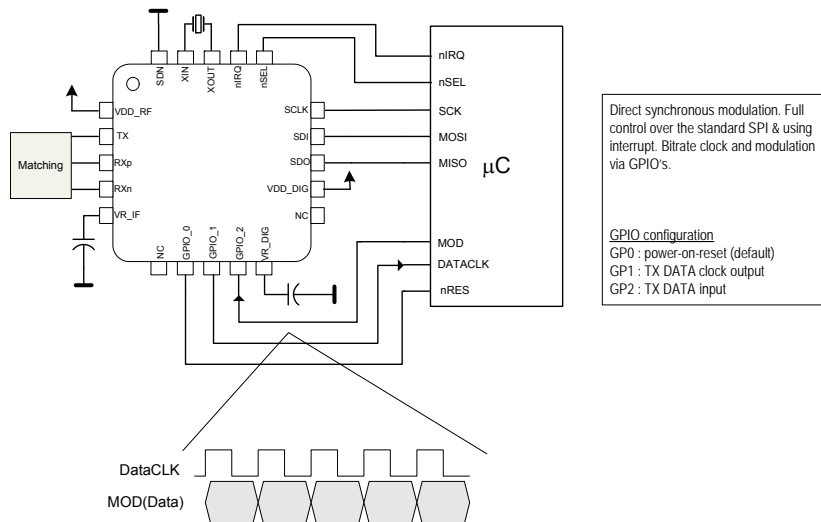 SDN
XIN
XOUT
nIRQ
nSEL
VDD_RF
TX
RXp
RXn
VR_IF
Matching
SCLK
SDI
SDO
VDD_DIG
NC
NC
GPIO_0
GPIO_1
GPIO_2
VR_DIG
nIRQ
nSEL
SCK
MOSI
MISO
μC
MOD
DATACLK
nRES
Direct synchronous modulation. Full
control over the standard SPI & using
interrupt. Bitrate clock and modulation
via GPIO's.
GPIO configuration
GP0 : power-on-reset (default)
GP1 : TX DATA clock output
GP2 : TX DATA input
DataCLK
MOD(Data)